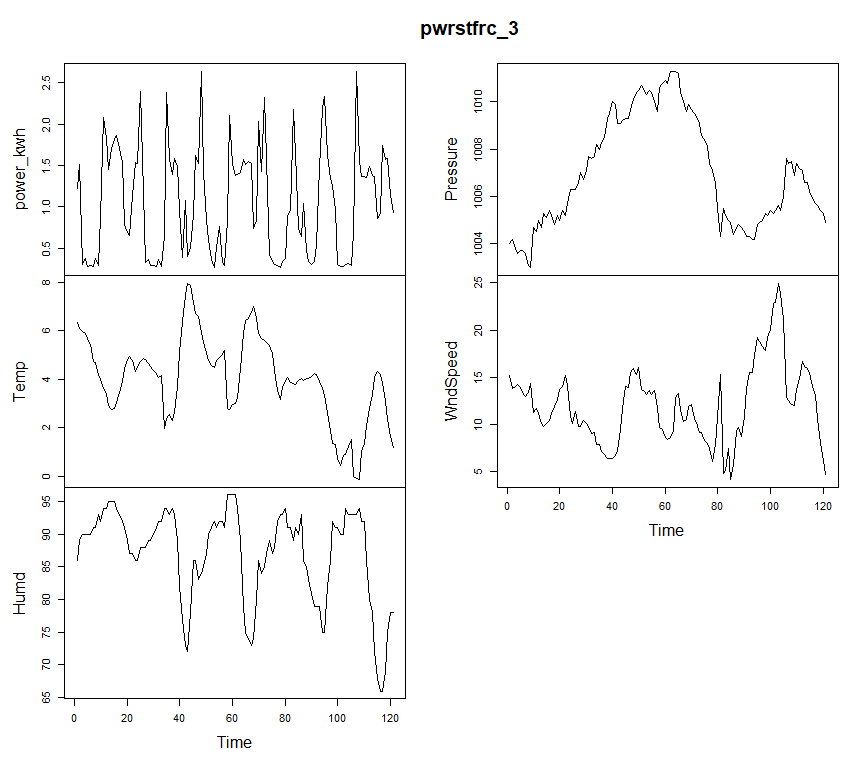 pwrstfrc_3
power_kwh
0.5 1.0 1.5 2.0 2.5
Temp
0 2 4 6 8
Humd
65 70 75 80 85 90 95
0 20 40 60 80 100 120
Time
Pressure
1004 1006 1008 1010
WndSpeed
5 10 15 20 25
0 20 40 60 80 100 120
Time